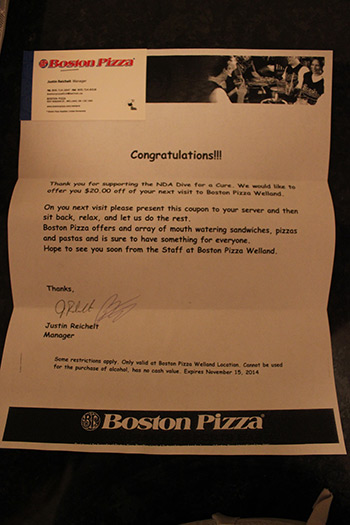 Boston Pizza
Justin Reichelt Manager
BOSTON PIZZA
Congratulations!!!
Thank you for supporting the NDA Dive for a Cure. We would like to
offer you $20.00 off of your next visit to Boston Pizza Welland.
On you next visit please present this coupon to your server and then
sit back, relax, and let us do the rest.
Boston Pizza offers and array of mouth watering sandwiches, pizzas
and pastas and is sure to have something for everyone.
Hope to see you soon from the Staff at Boston Pizza Welland.
Thanks,
Justin Reichelt
Manager
Some restrictions apply. Only valid at Boston Pizza Welland Location. Cannot be used
for the purchase of alcohol, has no cash value. Expires November 15, 2014
BP Boston Pizza